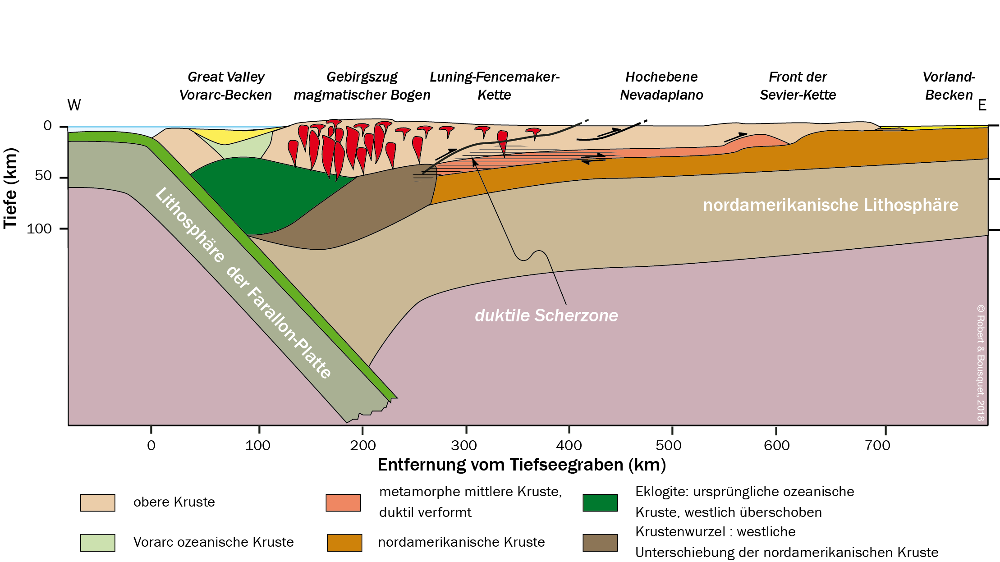 Great Valley
Vorarc-Becken
Gebirgszug
magmatischer Bogen
Luning-Fencemaker-
Kette
Hochebene
Nevadaplano
Front der
Sevier-Kette
Vorland-
Becken
W
E
0
50
100
Tiefe (km)
Lithosphäre der Farallon-Platte
nordamerikanische Lithosphäre
duktile Scherzone
© Robert & Bousquet, 2018
0 100 200 300 400 500 600 700
Entfernung vom Tiefseegraben (km)
obere Kruste
metamorphe mittlere Kruste,
duktil verformt
Eklogite: ursprüngliche ozeanische
Kruste, westlich überschoben
Vorarc ozeanische Kruste
nordamerikanische Kruste
Krustenwurzel : westliche
Unterschiebung der nordamerikanischen Kruste